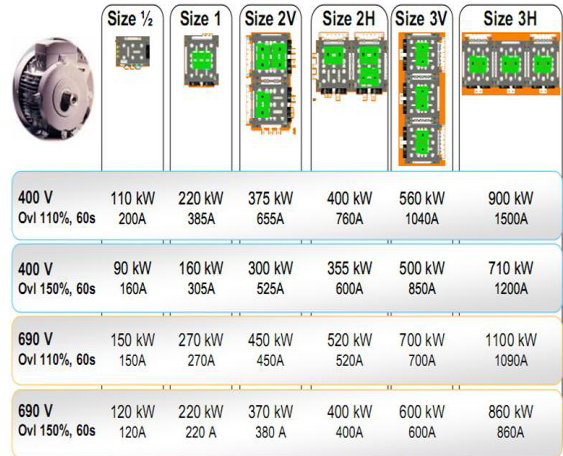 Size ½ Size 1 Size 2V Size 2H Size 3V Size 3H
400 V 110 kW 220 kW 375 kW 400 kW 560 kW 900 kW
Ovl 110%, 60s 200A 385A 655A 760A 1040A 1500A
400 V 90 kW 160 kW 300 kW 355 kW 500 kW 710 kW
Ovl 150%, 60s 160A 305A 525A 600A 850A 1200A
690 V 150 kW 270 kW 450 kW 520 kW 700 kW 1100 kW
Ovl 110%, 60s 150A 270A 450A 520A 700A 1090A
690 V 120 kW 220 kW 370 kW 400 kW 600 kW 860 kW
Ovl 150%, 60s 120A 220 A 380 A 400A 600A 860A